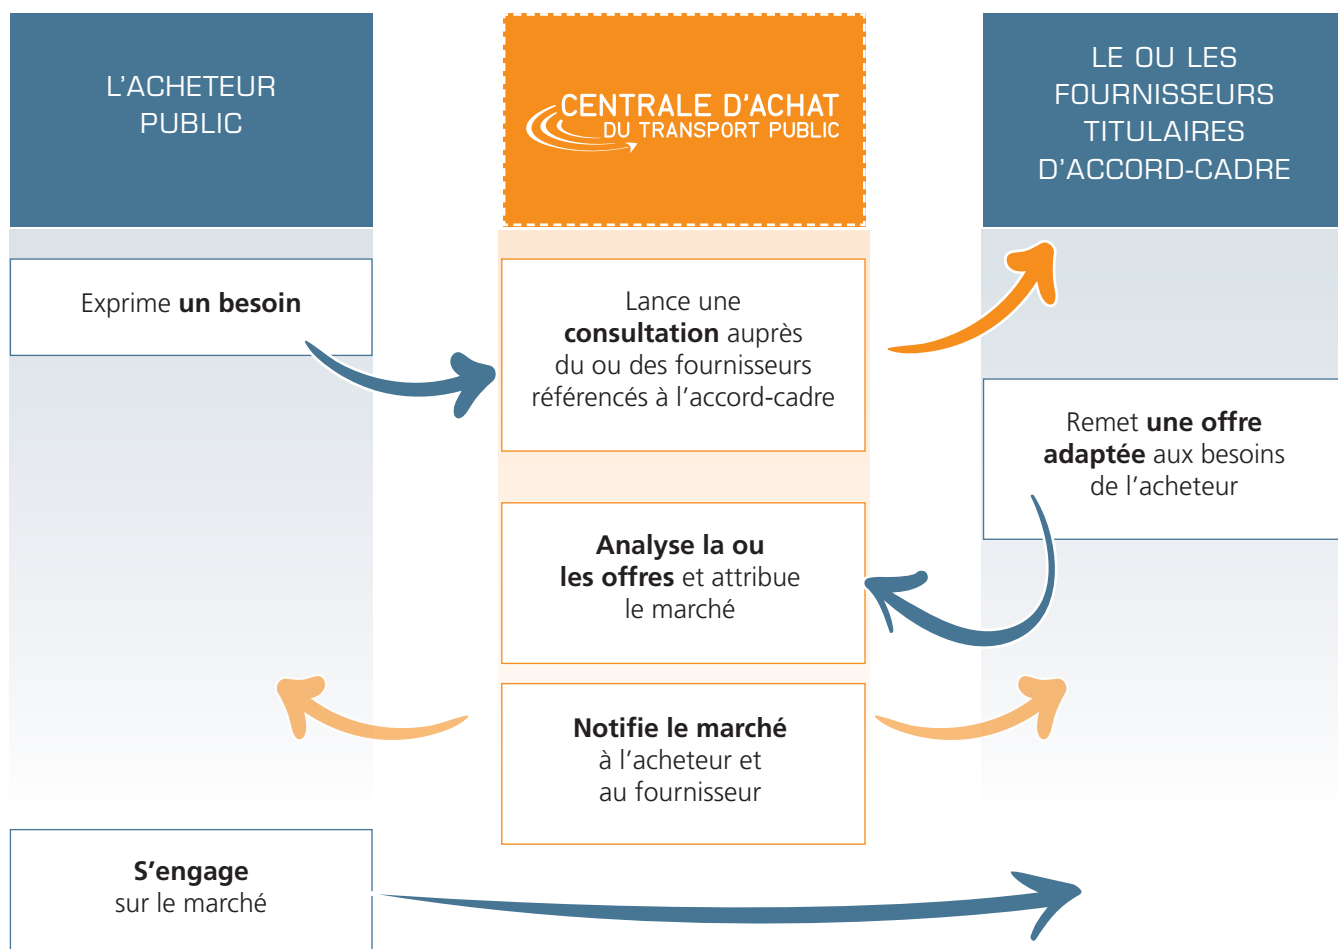 L'ACHETEUR
PUBLIC
CENTRALE D'ACHAT
DU TRANSPORT PUBLIC
LE OU LES
FOURNISSEURS
TITULAIRES
D'ACCORD-CADRE
Exprime un besoin
Lance une
consultation auprès
du ou des fournisseurs
référencés à l'accord-cadre
Remet une offre
adaptée aux besoins
de l'acheteur
Analyse la ou
les offres et attribue
le marché
Notifie le marché
à l'acheteur et
au fournisseur
S'engage
sur le marché